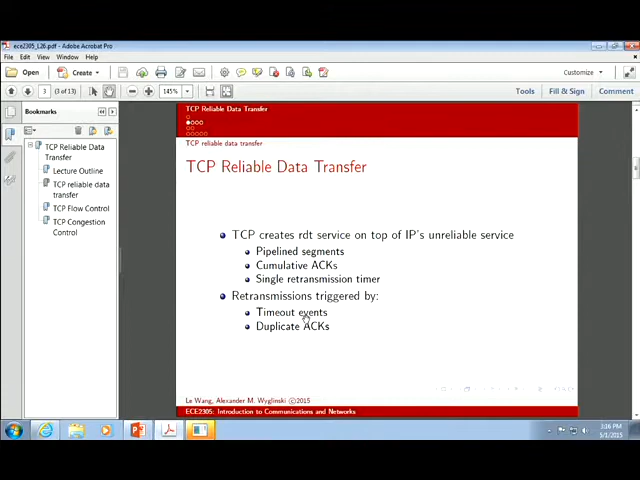 ece2305_L26.pdf - Adobe Acrobat Pro
File Edit View Window Help
Open Create Customize
3 (3 of 13) 145% Tools Fill & Sign Comment
Bookmarks
TCP Reliable Data
Transfer
Lecture Outline
TCP reliable data
transfer
TCP Flow Control
TCP Congestion
Control
TCP Reliable Data Transfer
TCP reliable data transfer
TCP Reliable Data Transfer
TCP creates rdt service on top of IP's unreliable service
Pipelined segments
Cumulative ACKs
Single retransmission timer
Retransmissions triggered by:
Timeout events
Duplicate ACKs
Le Wang, Alexander M. Wyglinski ©2015
ECE2305: Introduction to Communications and Networks
3:16 PM
5/1/2015